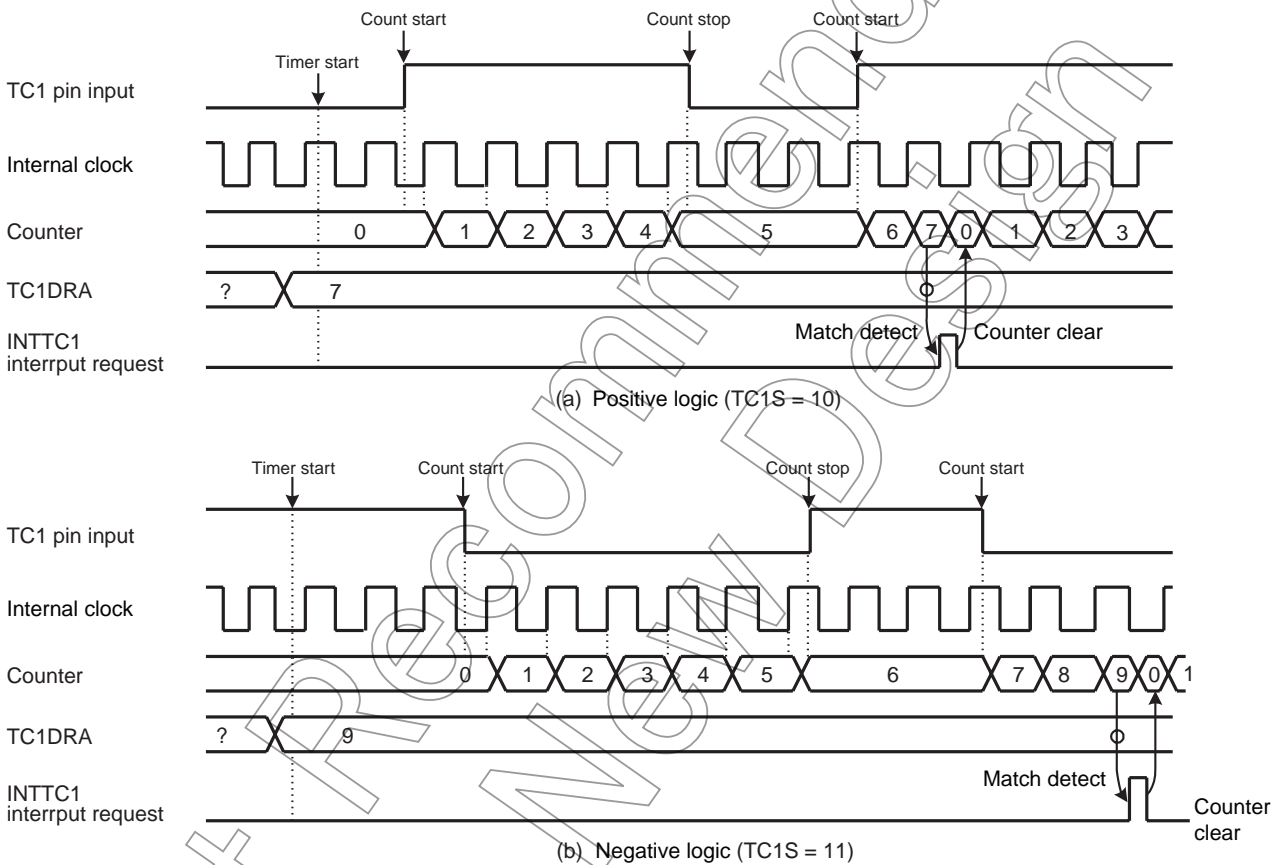 Count start Count stop Count start
Timer start
TC1 pin input
Internal clock
Counter 0 1 2 3 4 5 6 7 0 1 2 3
TC1DRA ? 7
Match detect Counter clear
INTTC1
interrput request
(a) Positive logic (TC1S = 10)
Timer start Count start Count stop Count start
TC1 pin input
Internal clock
Counter 0 1 2 3 4 5 6 7 8 9 0 1
TC1DRA ? 9
Match detect
INTTC1
interrput request
Counter
clear
(b) Negative logic (TC1S = 11)
Recommend
New Design